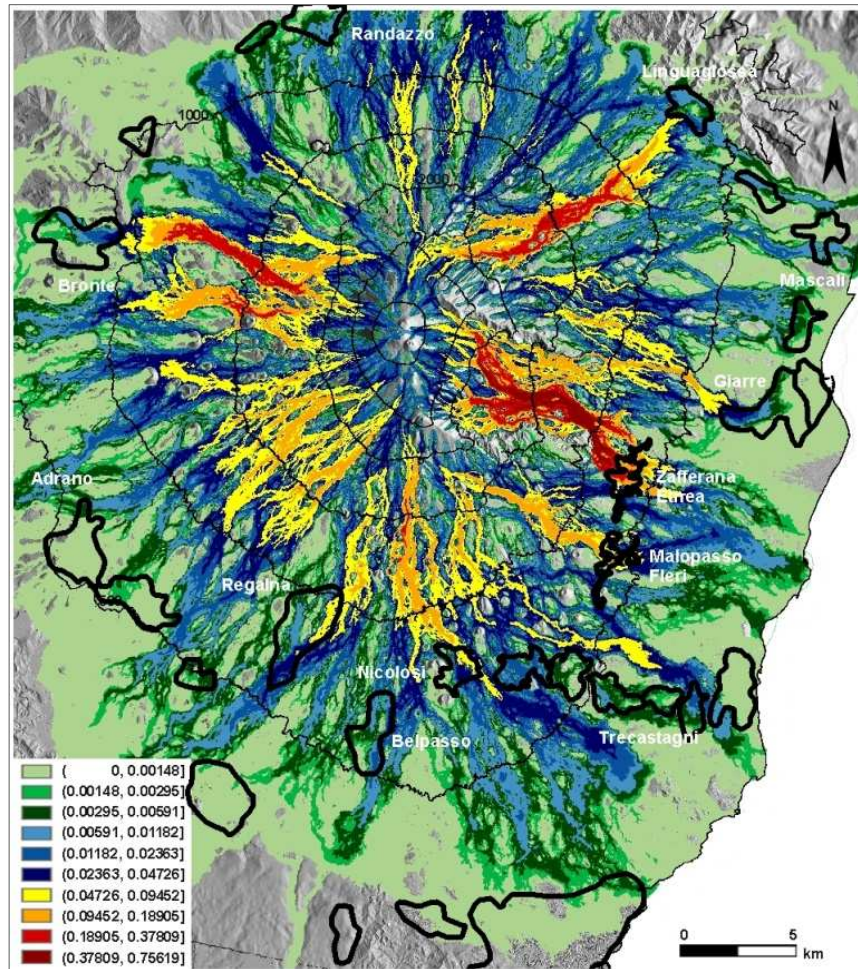 Randazzo
Linguaglossa
N
1000
2000
Bronte
Mascali
Giarre
Adrano
Zafferana
Etnea
Malopasso
Fleri
Regalna
Nicolosi
Belpasso
Trecastagni
( 0, 0.00148]
(0.00148, 0.00295]
(0.00295, 0.00591]
(0.00591, 0.01182]
(0.01182, 0.02363]
(0.02363, 0.04726]
(0.04726, 0.09452]
(0.09452, 0.18905]
(0.18905, 0.37809]
(0.37809, 0.75619]
0 5
km